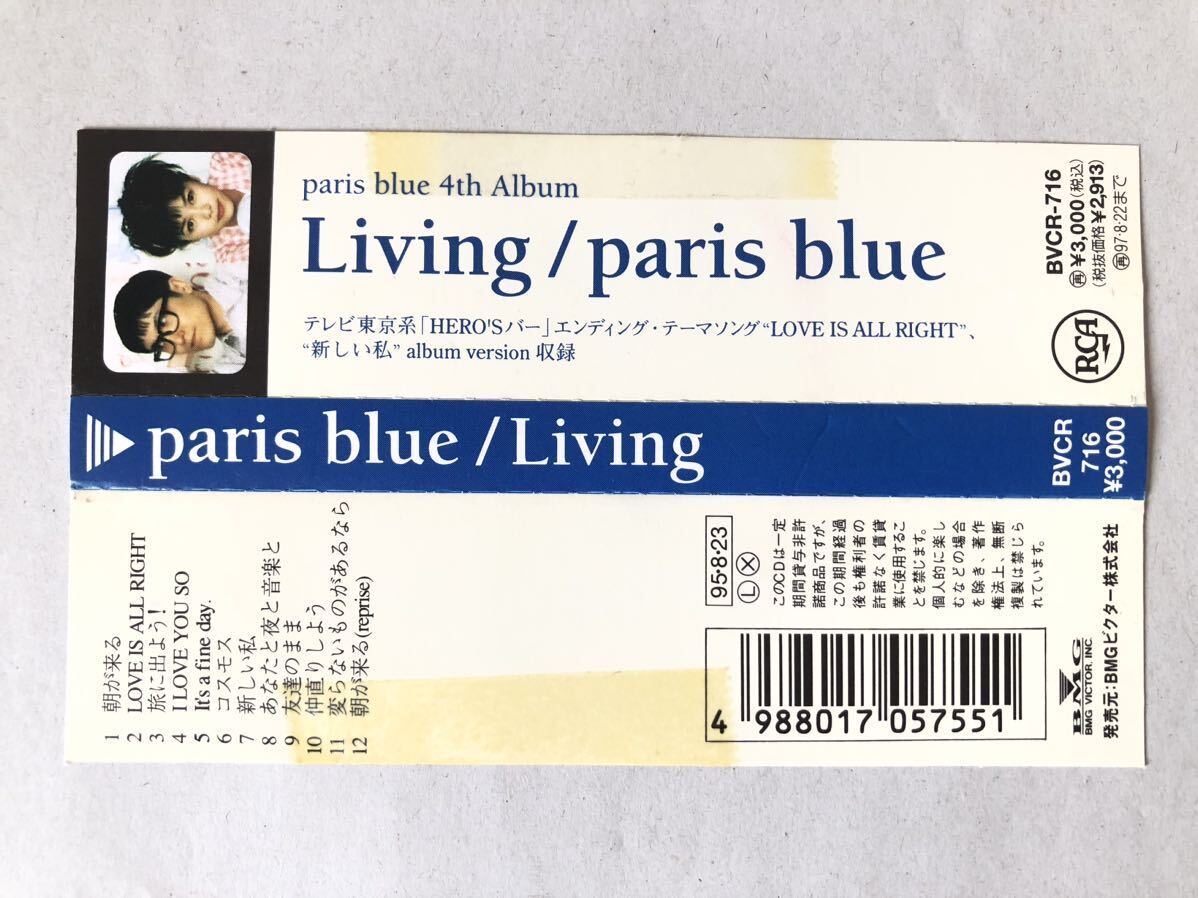 paris blue 4th Album
Living / paris blue
テレビ東京系「HERO'Sバー」エンディング・テーマソング“LOVE IS ALL RIGHT”、
“新しい私” album version 収録
BVCR-716
再¥3,000(税込)
(税抜価格¥2,913)
再97・8・22まで
RCA
paris blue / Living
BVCR
716
¥3,000
1 朝が来る
2 LOVE IS ALL RIGHT
3 旅に出よう!
4 I LOVE YOU SO
5 It's a fine day.
6 コスモス
7 新しい私
8 あなたと夜と音楽と
9 友達のまま
10 仲直りしよう
11 変らないものがあるなら
12 朝が来る(reprise)
95・8・23
L X
このCDは一定
期間貸与非許
諾商品ですが、
この期間経過
後も権利者の
許諾なく賃貸
業に使用するこ
とを禁じます。
個人的に楽し
むなどの場合
を除き、著作
権法上、無断
複製は禁じら
れています。
4 988017 057551
BMG
BMG VICTOR, INC.
発売元:BMGビクター株式会社